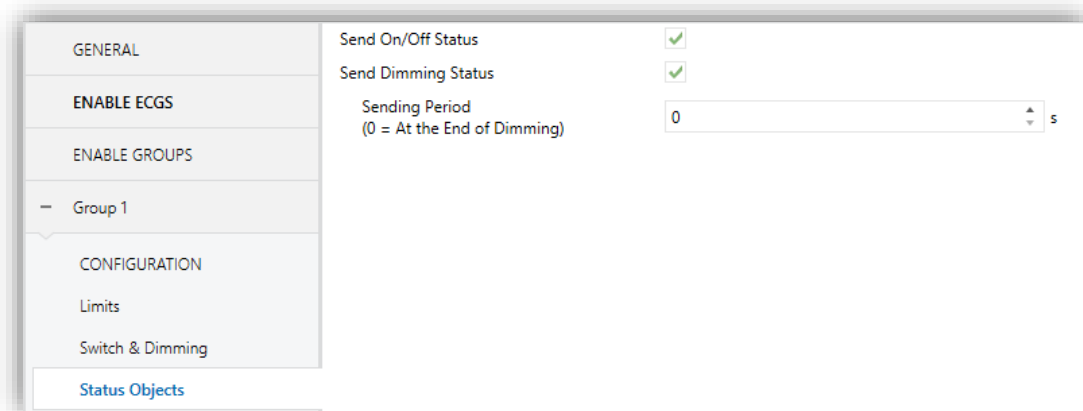 GENERAL
ENABLE ECGS
ENABLE GROUPS
Group 1
CONFIGURATION
Limits
Switch & Dimming
Status Objects
Send On/Off Status
Send Dimming Status
Sending Period
(0 = At the End of Dimming)
0
s